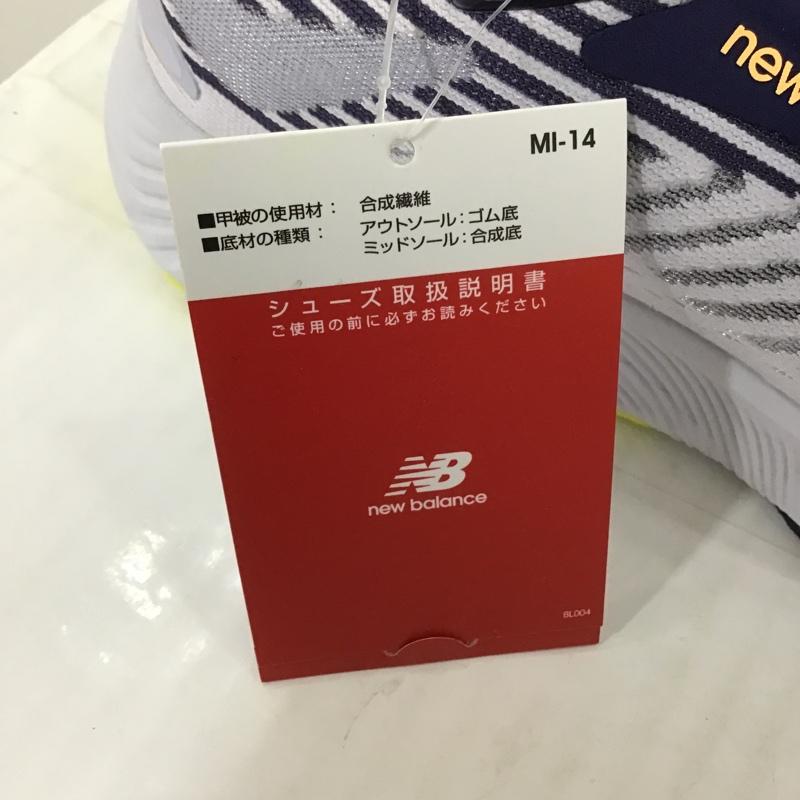 new
MI-14
■甲被の使用材： 合成繊維
■底材の種類： アウトソール：ゴム底
ミッドソール：合成底
シューズ取扱説明書
ご使用の前に必ずお読みください
NB
new balance
BL004